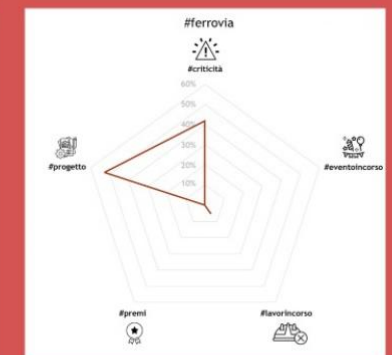 #ferrovia
#criticità
60%
50%
40%
30%
20%
10%
#progetto
#eventoincorso
#premi
#lavorincorso